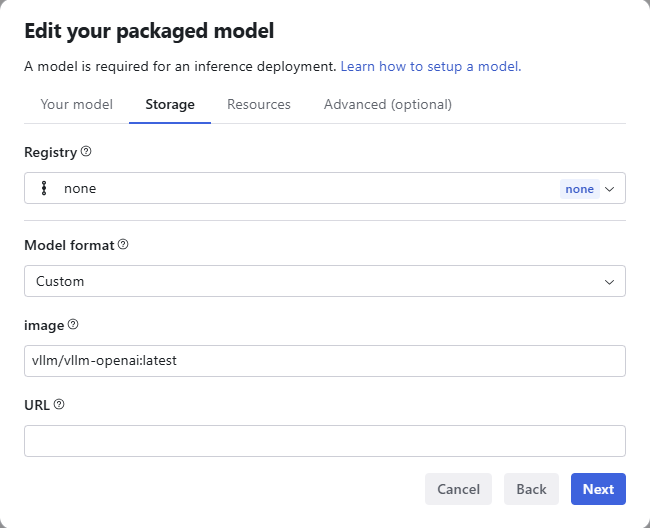 Edit your packaged model
A model is required for an inference deployment. Learn how to setup a model.
Your model Storage Resources Advanced (optional)
Registry
none none
Model format
Custom
image
vllm/vllm-openai:latest
URL
Cancel Back Next